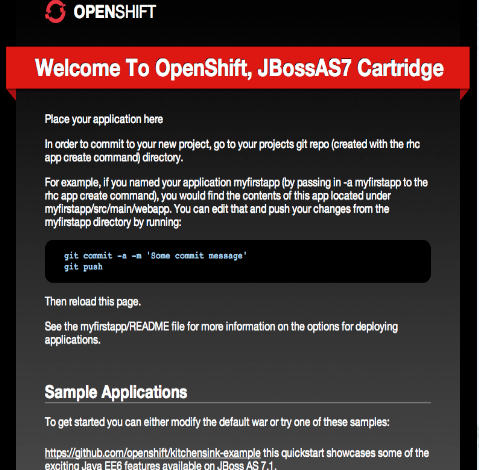 OPENSHIFT
Welcome To OpenShift, JBossAS7 Cartridge
Place your application here
In order to commit to your new project, go to your projects git repo (created with the rhc
app create command) directory.
For example, if you named your application myfirstapp (by passing in -a myfirstapp to the
rhc app create command), you would find the contents of this app located under
myfirstapp/src/main/webapp. You can edit that and push your changes from the
myfirstapp directory by running:
git commit -a -m 'Some commit message'
git push
Then reload this page.
See the myfirstapp/README file for more information on the options for deploying
applications.
Sample Applications
To get started you can either modify the default war or try one of these samples:
https://github.com/openshift/kitchensink-example this quickstart showcases some of the
exciting Java EE6 features available on JBoss AS 7.1.